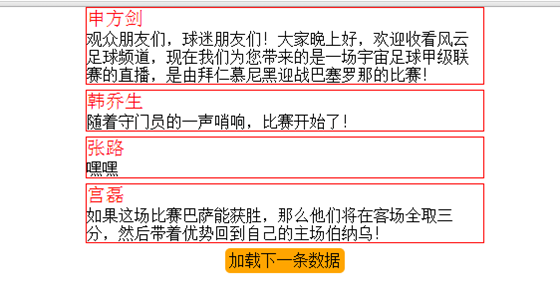 申方剑
观众朋友们，球迷朋友们！大家晚上好，欢迎收看风云
足球频道，现在我们为您带来的是一场宇宙足球甲级联
赛的直播，是由拜仁慕尼黑迎战巴塞罗那的比赛！
韩乔生
随着守门员的一声哨响，比赛开始了！
张路
嘿嘿
宫磊
如果这场比赛巴萨能获胜，那么他们将在客场全取三
分，然后带着优势回到自己的主场伯纳乌！
加载下一条数据